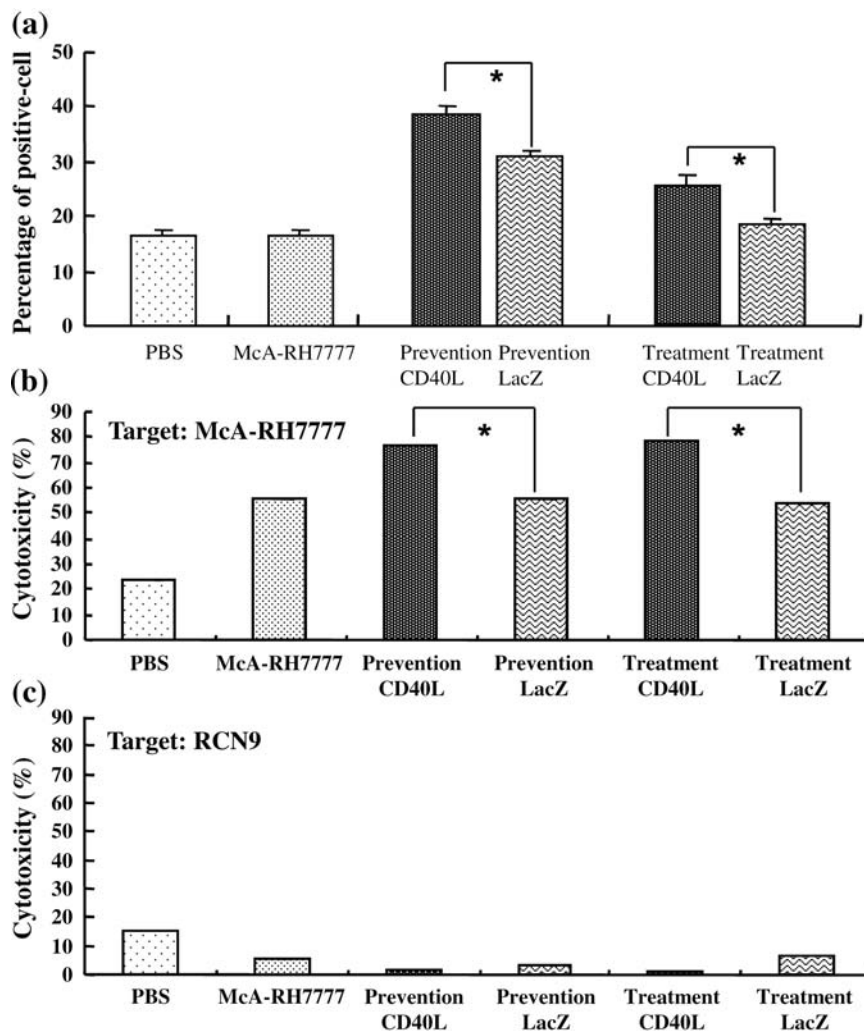 (a)
Percentage of positive-cell
50
40
30
20
10
0
*
*
PBS
McA-RH7777
Prevention
CD40L
Prevention
LacZ
Treatment
CD40L
Treatment
LacZ
(b)
Cytotoxicity (%)
90
80
70
60
50
40
30
20
10
0
Target: McA-RH7777
*
*
PBS
McA-RH7777
Prevention
CD40L
Prevention
LacZ
Treatment
CD40L
Treatment
LacZ
(c)
Cytotoxicity (%)
90
80
70
60
50
40
30
20
10
0
Target: RCN9
PBS
McA-RH7777
Prevention
CD40L
Prevention
LacZ
Treatment
CD40L
Treatment
LacZ